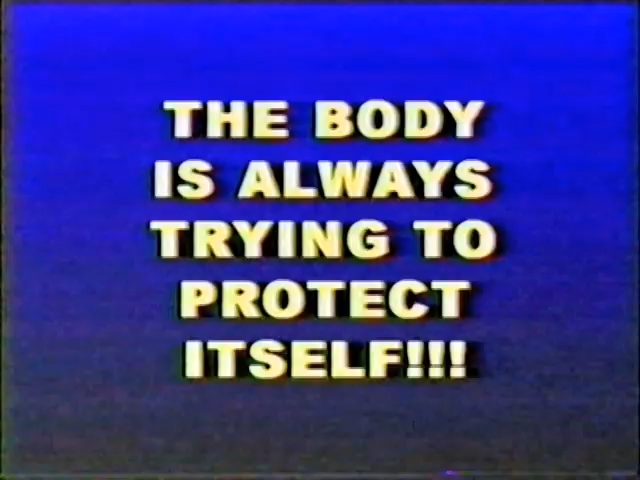 THE BODY
IS ALWAYS
TRYING TO
PROTECT
ITSELF!!!